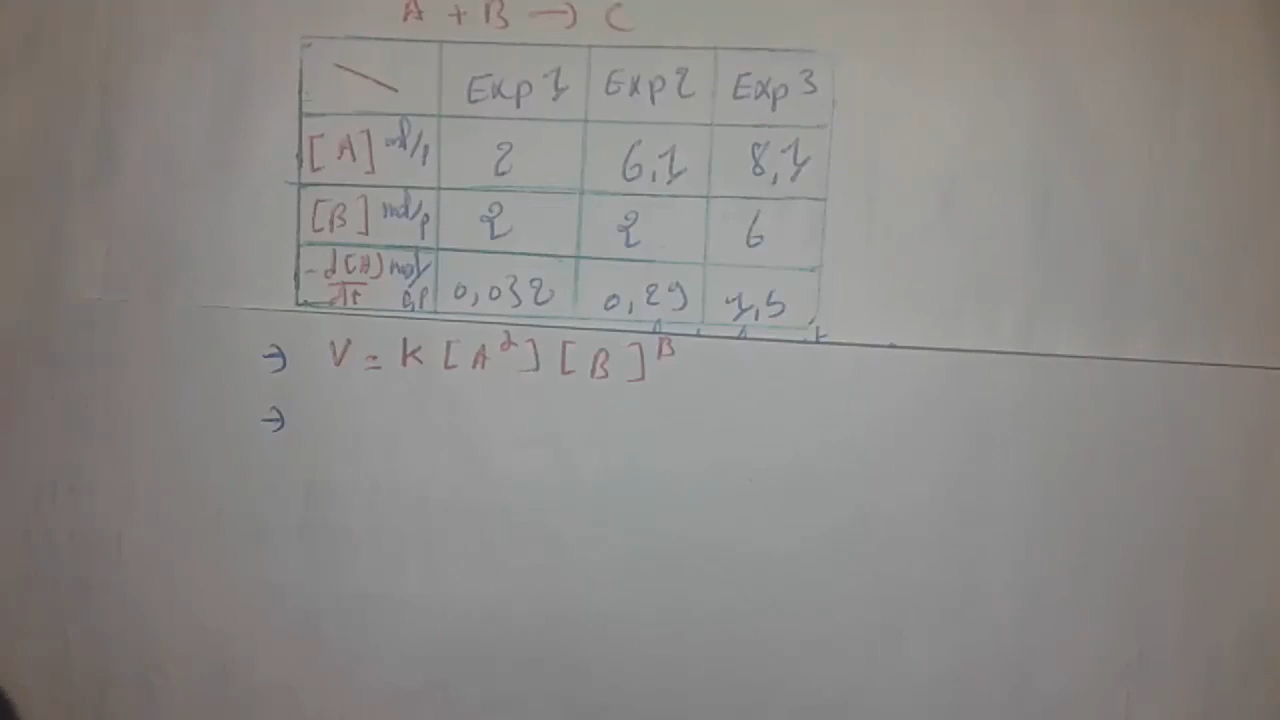 A + B → C
Exp 1 Exp 2 Exp 3
[A] mol/l 2 6,1 8,1
[B] mol/l 2 2 6
-d[A]/dt mol/l 0,032 0,29 1,5
→ V = K [A^α] [B]^β
→